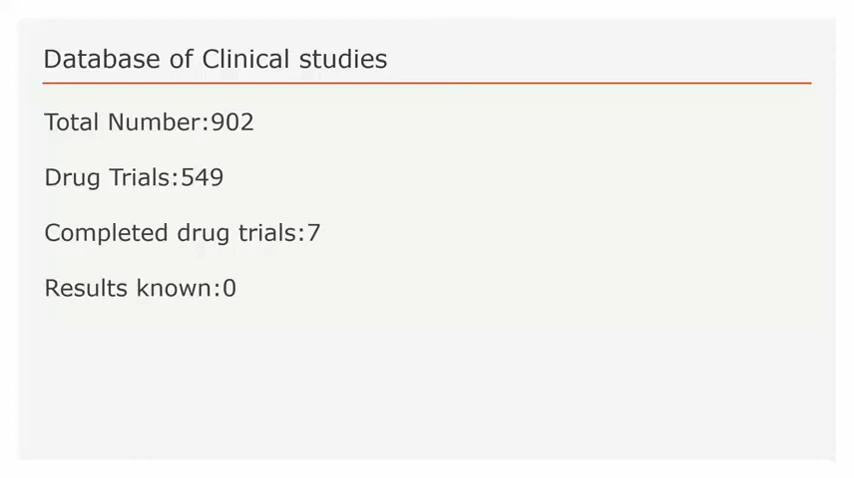 Database of Clinical studies
Total Number:902
Drug Trials:549
Completed drug trials:7
Results known:0